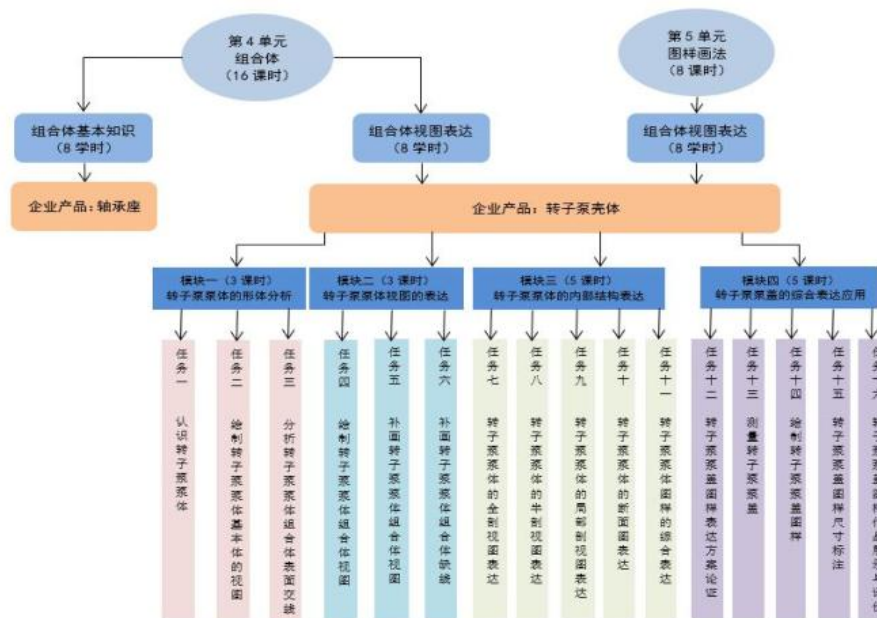 第4单元
组合体
（16课时）
第5单元
图样画法
（8课时）
组合体基本知识
（8学时）
组合体视图表达
（8学时）
组合体视图表达
（8学时）
企业产品：轴承座
企业产品：转子泵壳体
模块一（3课时）
转子泵泵体的形体分析
模块二（3课时）
转子泵泵体视图的表达
模块三（5课时）
转子泵泵体的内部结构表达
模块四（5课时）
转子泵泵盖的综合表达应用
任务一 认识转子泵泵体
任务二 绘制转子泵泵体基本体的视图
任务三 分析转子泵泵体组合体表面交线
任务四 绘制转子泵泵体组合体视图
任务五 补画转子泵泵体组合体视图
任务六 补画转子泵泵体组合体缺线
任务七 转子泵泵体的全剖视图表达
任务八 转子泵泵体的半剖视图表达
任务九 转子泵泵体的局部剖视图表达
任务十 转子泵泵体的断面图表达
任务十一 转子泵泵体图样的综合表达
任务十二 转子泵泵盖图样表达方案论证
任务十三 测量转子泵泵盖
任务十四 绘制转子泵泵盖图样
任务十五 转子泵泵盖图样尺寸标注
任务十六 转子泵泵盖图样作品展示与评价